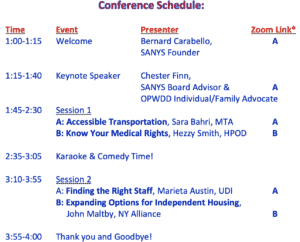 Conference Schedule:
Time Event Presenter Zoom Link*
1:00-1:15 Welcome Bernard Carabello, A
SANYS Founder
1:15-1:40 Keynote Speaker Chester Finn,
SANYS Board Advisor & A
OPWDD Individual/Family Advocate
1:45-2:30 Session 1
A: Accessible Transportation, Sara Bahri, MTA A
B: Know Your Medical Rights, Hezzy Smith, HPOD B
2:35-3:05 Karaoke & Comedy Time!
3:10-3:55 Session 2
A: Finding the Right Staff, Marieta Austin, UDI A
B: Expanding Options for Independent Housing,
John Maltby, NY Alliance B
3:55-4:00 Thank you and Goodbye!